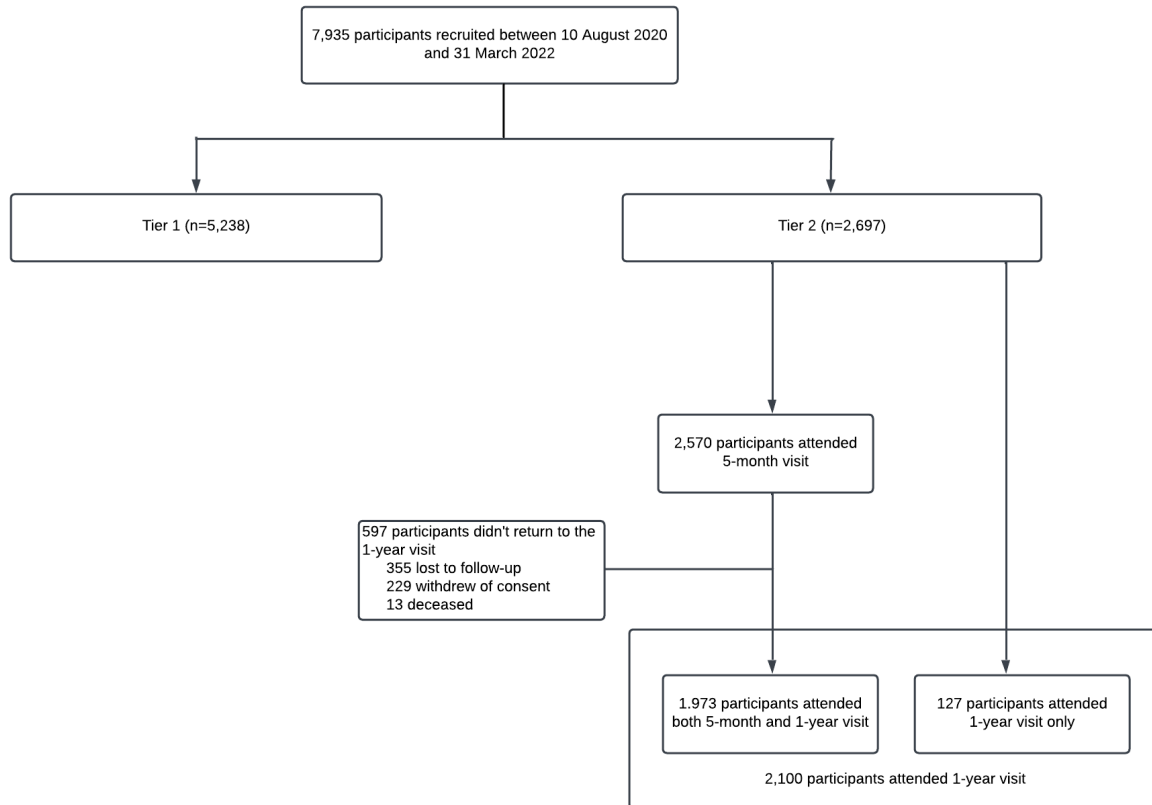 7,935 participants recruited between 10 August 2020
and 31 March 2022
Tier 1 (n=5,238)
Tier 2 (n=2,697)
2,570 participants attended
5-month visit
597 participants didn't return to the
1-year visit
355 lost to follow-up
229 withdrew of consent
13 deceased
1.973 participants attended
both 5-month and 1-year visit
127 participants attended
1-year visit only
2,100 participants attended 1-year visit